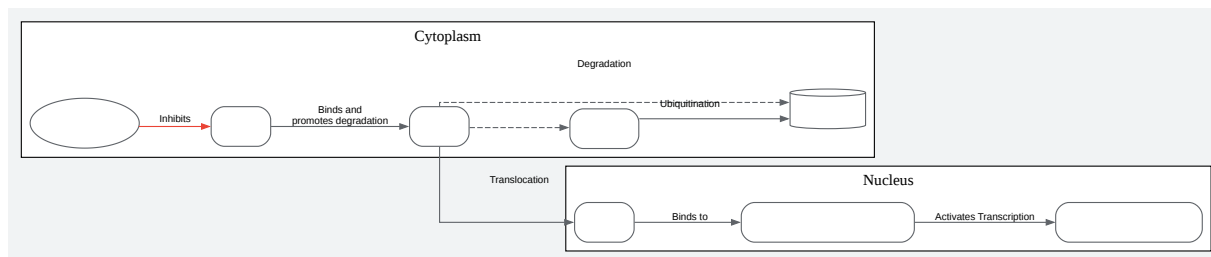 Cytoplasm
Degradation
Inhibits
Binds and
promotes degradation
Ubiquitination
Translocation
Nucleus
Binds to
Activates Transcription